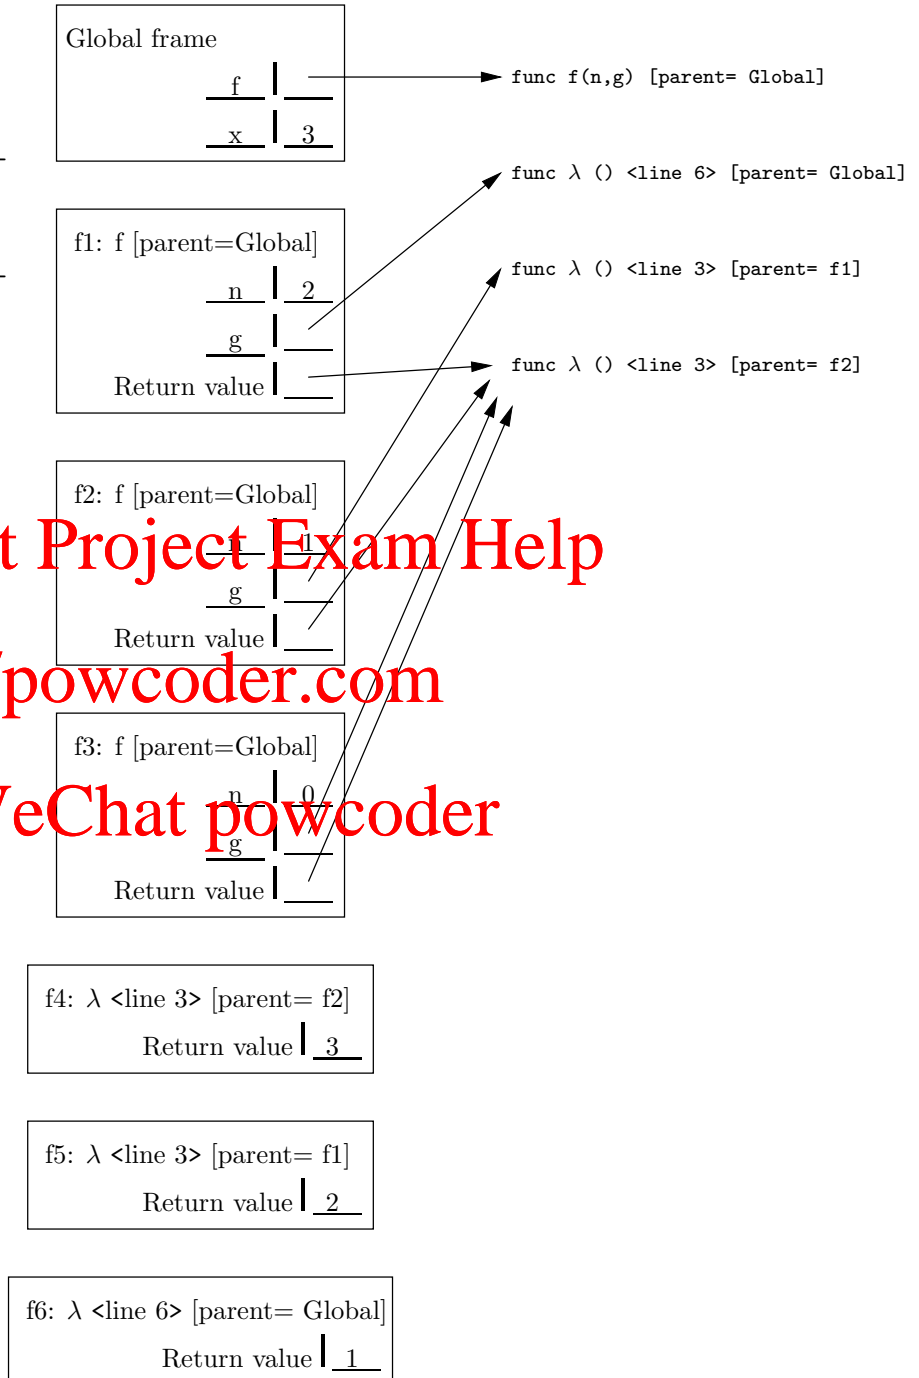 Global frame
f
x 3
func f(n,g) [parent= Global]
func λ () <line 6> [parent= Global]
func λ () <line 3> [parent= f1]
func λ () <line 3> [parent= f2]
f1: f [parent=Global]
n 2
g
Return value
f2: f [parent=Global]
n 1
t Project Exam Help
g
Return value
/powcoder.com
f3: f [parent=Global]
n 0
eChat powcoder
g
Return value
f4: λ <line 3> [parent= f2]
Return value 3
f5: λ <line 3> [parent= f1]
Return value 2
f6: λ <line 6> [parent= Global]
Return value 1